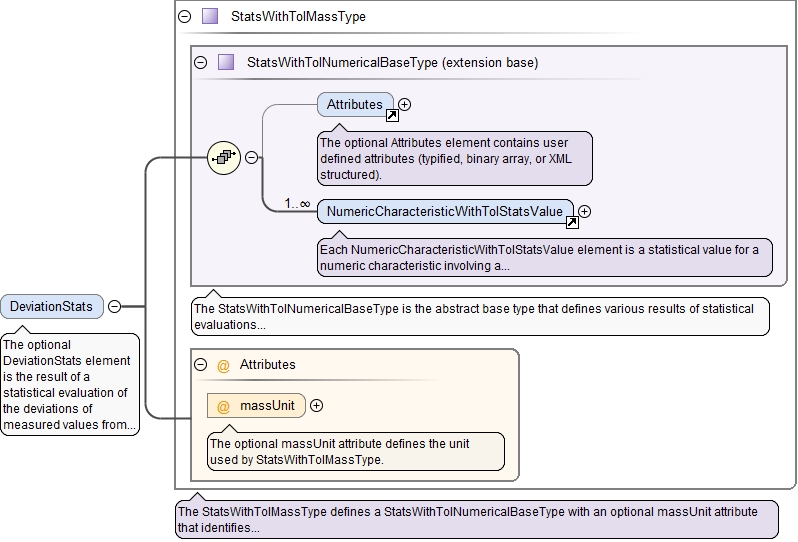 StatsWithTolMassType
StatsWithTolNumericalBaseType (extension base)
Attributes
The optional Attributes element contains user
defined attributes (typified, binary array, or XML
structured).
1..∞
NumericCharacteristicWithTolStatsValue
Each NumericCharacteristicWithTolStatsValue element is a statistical value for a
numeric characteristic involving a...
The StatsWithTolNumericalBaseType is the abstract base type that defines various results of statistical
evaluations...
DeviationStats
The optional
DeviationStats element
is the result of a
statistical evaluation of
the deviations of
measured values from...
@ Attributes
@ massUnit
The optional massUnit attribute defines the unit
used by StatsWithTolMassType.
The StatsWithTolMassType defines a StatsWithTolNumericalBaseType with an optional massUnit attribute
that identifies...